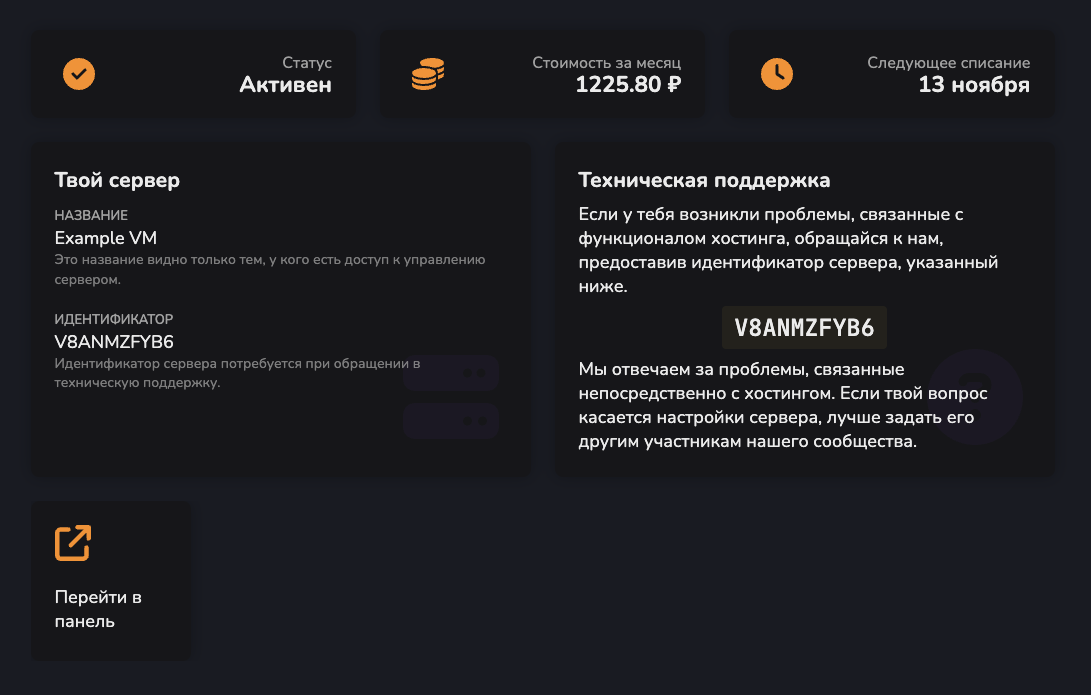 Статус
Активен
Стоимость за месяц
1225.80 ₽
Следующее списание
13 ноября
Твой сервер
НАЗВАНИЕ
Example VM
Это название видно только тем, у кого есть доступ к управлению
сервером.
ИДЕНТИФИКАТОР
V8ANMZFYB6
Идентификатор сервера потребуется при обращении в
техническую поддержку.
Техническая поддержка
Если у тебя возникли проблемы, связанные с
функционалом хостинга, обращайся к нам,
предоставив идентификатор сервера, указанный
ниже.
V8ANMZFYB6
Мы отвечаем за проблемы, связанные
непосредственно с хостингом. Если твой вопрос
касается настройки сервера, лучше задать его
другим участникам нашего сообщества.
Перейти в
панель